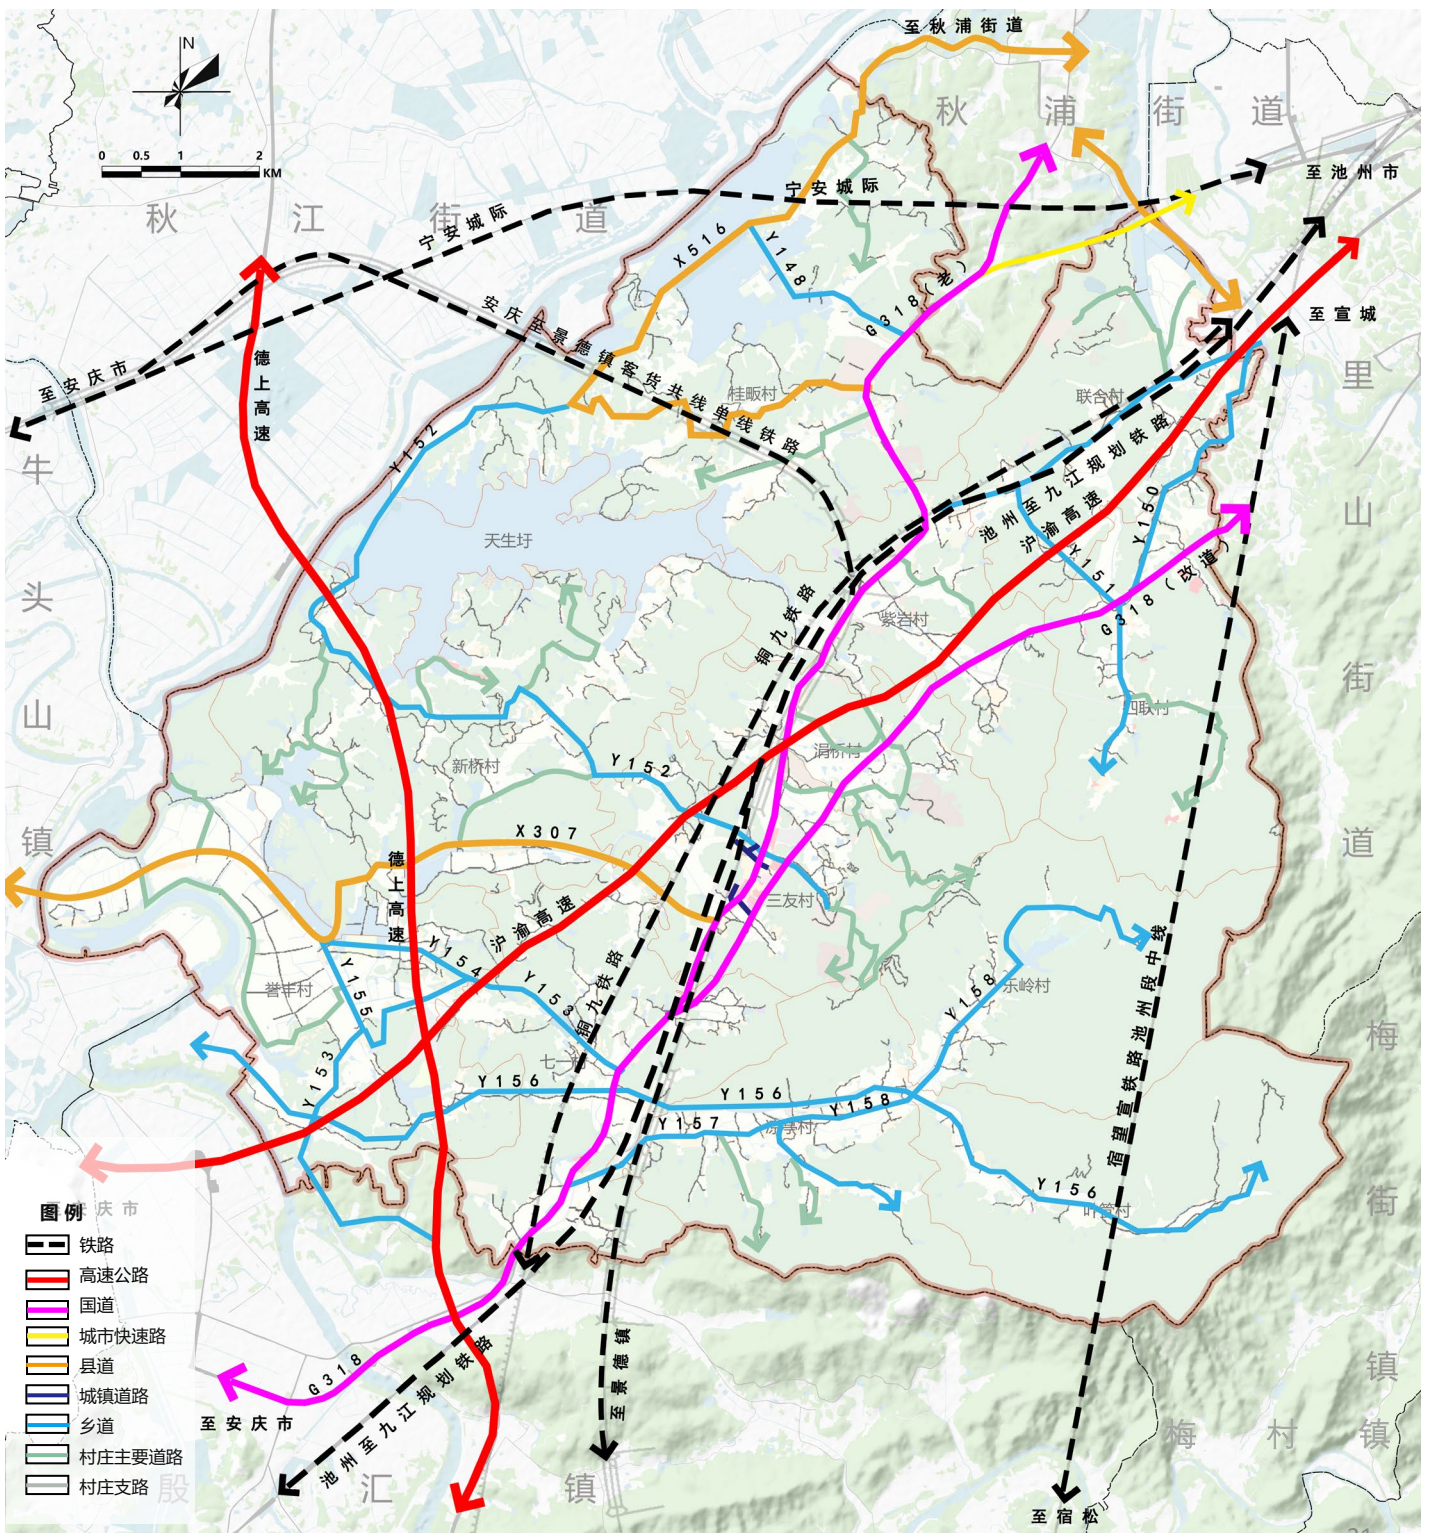 至秋浦街道
N
秋浦街道
0 0.5 1 2 KM
至池州市
宁安城际
秋江街道
宁安城际
X516
Y148
G318(老)
安庆至景德镇客货共线单线铁路
至宣城
至安庆市
德上高速
桂畈村
联合村
里山街道
Y152
牛头山镇
池州至九江规划铁路
沪渝高速
Y150
天生圩
Y151
G318(改道)
铜九铁路
紫岩村
四联村
涓桥村
新桥村
Y152
X307
德上高速
三友村
沪渝高速
Y154
宿望宣铁路池州段中线
Y155
誉丰村
Y153
铜九铁路
Y158
乐岭村
梅街镇
七一
Y153
Y156
Y156
Y158
Y157
村
Y156
村
庆市
图例
铁路
高速公路
国道
城市快速路
县道
城镇道路
乡道
村庄主要道路
村庄支路
G318
至安庆市
池州至九江规划铁路
至景德镇
梅村镇
殷汇镇
至宿松